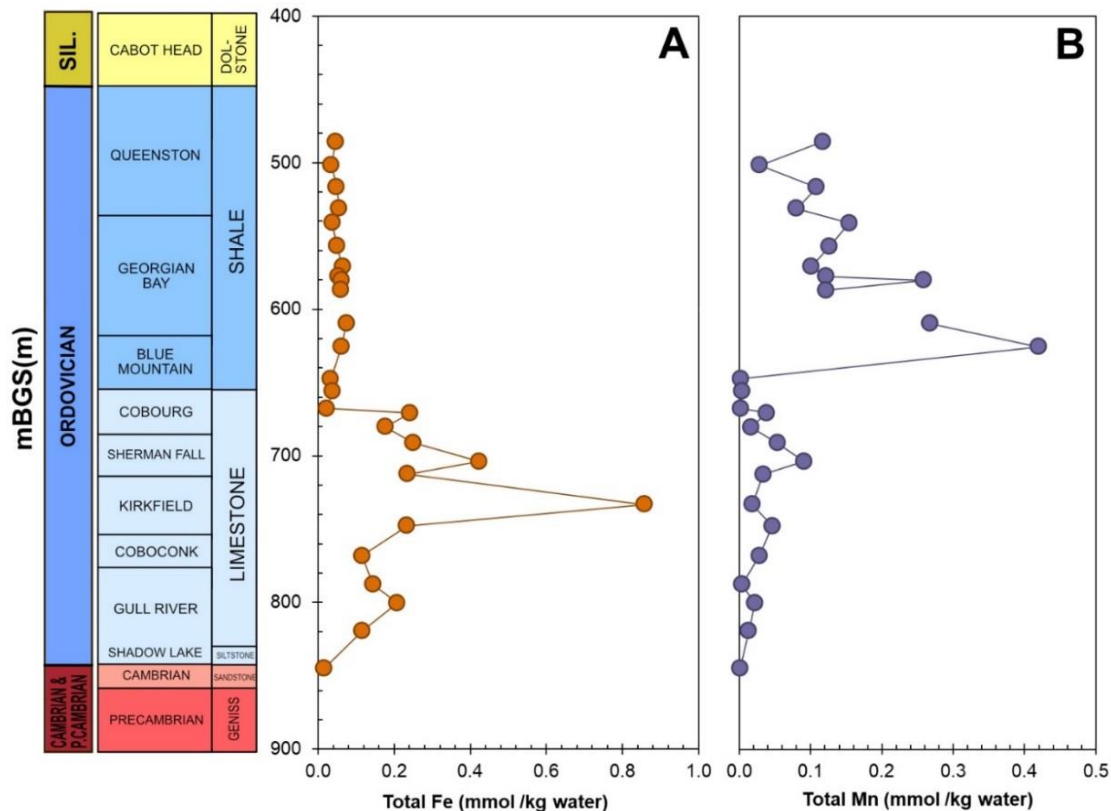 mBGS(m)
SIL.
ORDOVICIAN
CAMBRIAN &
P.CAMBRIAN
CABOT HEAD
QUEENSTON
GEORGIAN
BAY
BLUE
MOUNTAIN
COBOURG
SHERMAN FALL
KIRKFIELD
COBOCONK
GULL RIVER
SHADOW LAKE
CAMBRIAN
PRECAMBRIAN
DOL-
STONE
SHALE
LIMESTONE
SILTSTONE
SANDSTONE
GENISS
400
500
600
700
800
900
A
0.0 0.2 0.4 0.6 0.8 1.0
Total Fe (mmol /kg water)
B
0.0 0.1 0.2 0.3 0.4 0.5
Total Mn (mmol /kg water)